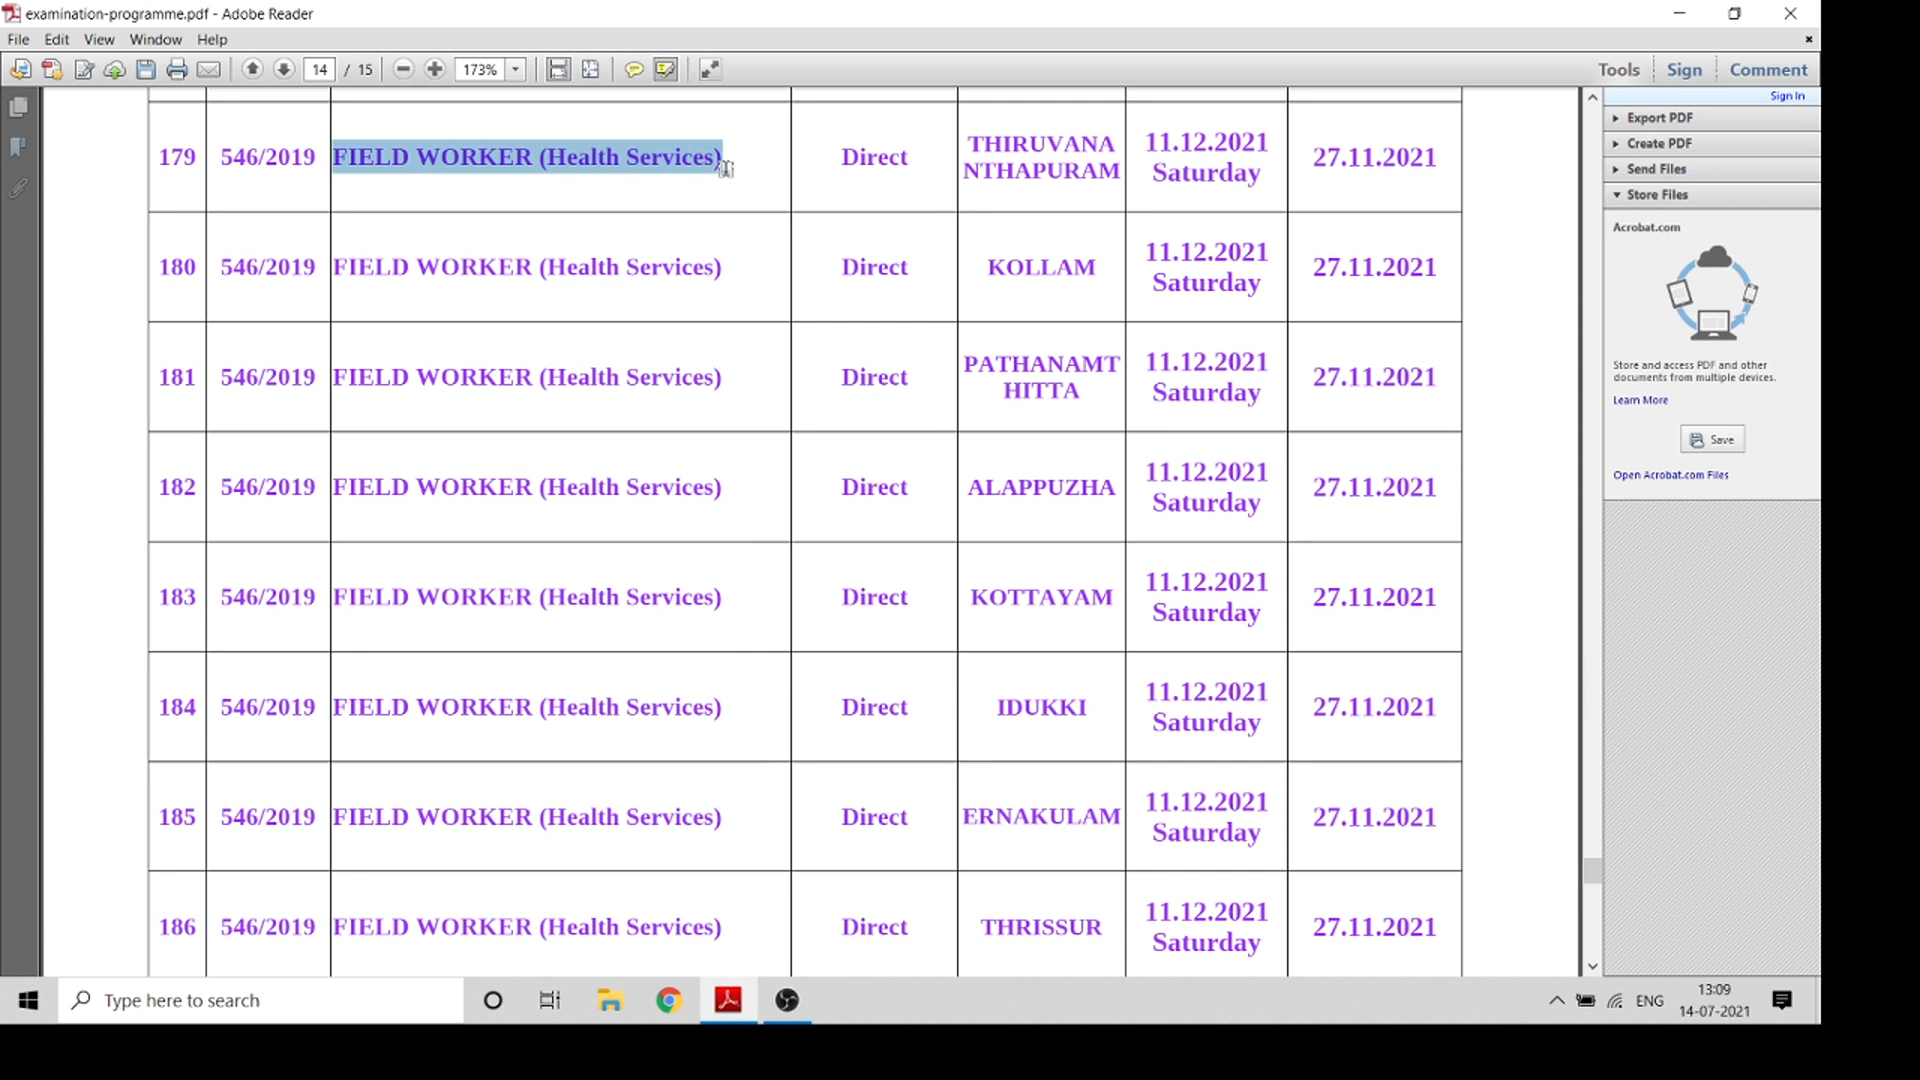 examination-programme.pdf - Adobe Reader
File Edit View Window Help
14 / 15 173% Tools Sign Comment
Sign In
Export PDF
Create PDF
Send Files
Store Files
Acrobat.com
Store and access PDF and other
documents from multiple devices.
Learn More
Save
Open Acrobat.com Files
179 546/2019 FIELD WORKER (Health Services) Direct THIRUVANA
NTHAPURAM 11.12.2021
Saturday 27.11.2021
180 546/2019 FIELD WORKER (Health Services) Direct KOLLAM 11.12.2021
Saturday 27.11.2021
181 546/2019 FIELD WORKER (Health Services) Direct PATHANAMT
HITTA 11.12.2021
Saturday 27.11.2021
182 546/2019 FIELD WORKER (Health Services) Direct ALAPPUZHA 11.12.2021
Saturday 27.11.2021
183 546/2019 FIELD WORKER (Health Services) Direct KOTTAYAM 11.12.2021
Saturday 27.11.2021
184 546/2019 FIELD WORKER (Health Services) Direct IDUKKI 11.12.2021
Saturday 27.11.2021
185 546/2019 FIELD WORKER (Health Services) Direct ERNAKULAM 11.12.2021
Saturday 27.11.2021
186 546/2019 FIELD WORKER (Health Services) Direct THRISSUR 11.12.2021
Saturday 27.11.2021
Type here to search
ENG
13:09
14-07-2021